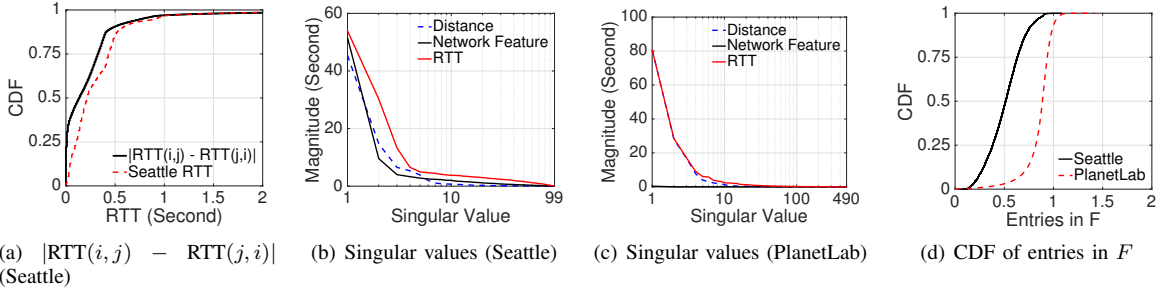 1
0.75
0.5
0.25
0
CDF
|RTT(i,j) - RTT(j,i)|
Seattle RTT
0 0.5 1 1.5 2
RTT (Second)
(a) |RTT(i, j) − RTT(j, i)|
(Seattle)
60
40
20
0
Magnitude (Second)
Distance
Network Feature
RTT
1 10 99
Singular Value
(b) Singular values (Seattle)
100
80
60
40
20
0
Magnitude (Second)
Distance
Network Feature
RTT
1 10 100 490
Singular Value
(c) Singular values (PlanetLab)
1
0.75
0.5
0.25
0
CDF
Seattle
PlanetLab
0 0.5 1 1.5 2
Entries in F
(d) CDF of entries in F